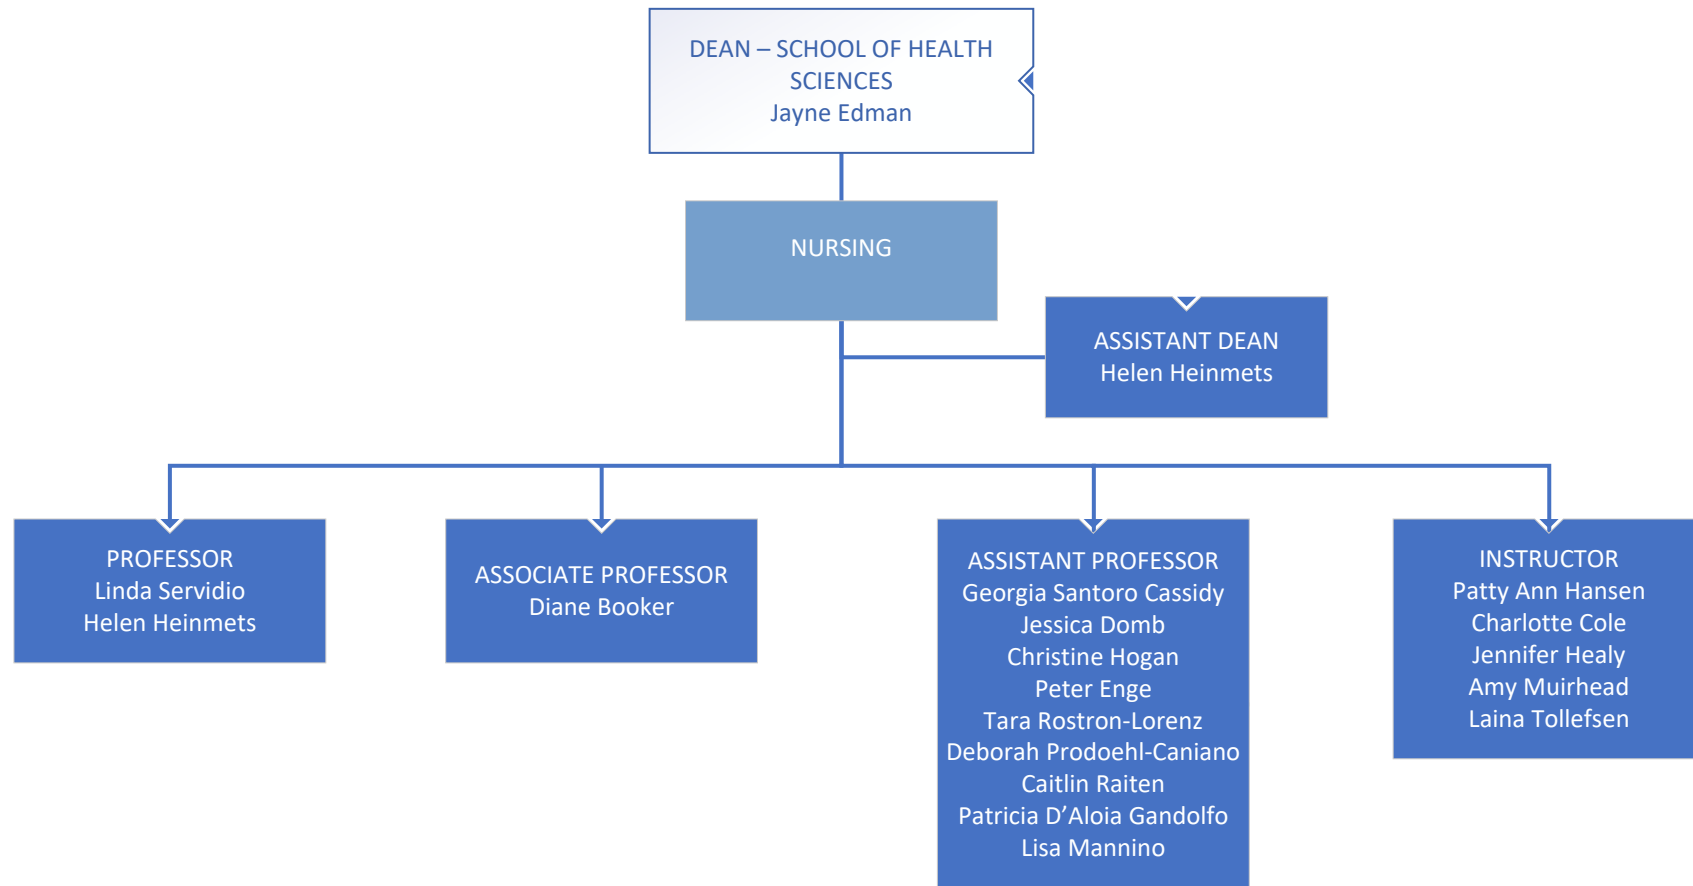 DEAN – SCHOOL OF HEALTH
SCIENCES
Jayne Edman
NURSING
ASSISTANT DEAN
Helen Heinmets
PROFESSOR
Linda Servidio
Helen Heinmets
ASSOCIATE PROFESSOR
Diane Booker
ASSISTANT PROFESSOR
Georgia Santoro Cassidy
Jessica Domb
Christine Hogan
Peter Enge
Tara Rostron-Lorenz
Deborah Prodoehl-Caniano
Caitlin Raiten
Patricia D’Aloia Gandolfo
Lisa Mannino
INSTRUCTOR
Patty Ann Hansen
Charlotte Cole
Jennifer Healy
Amy Muirhead
Laina Tollefsen